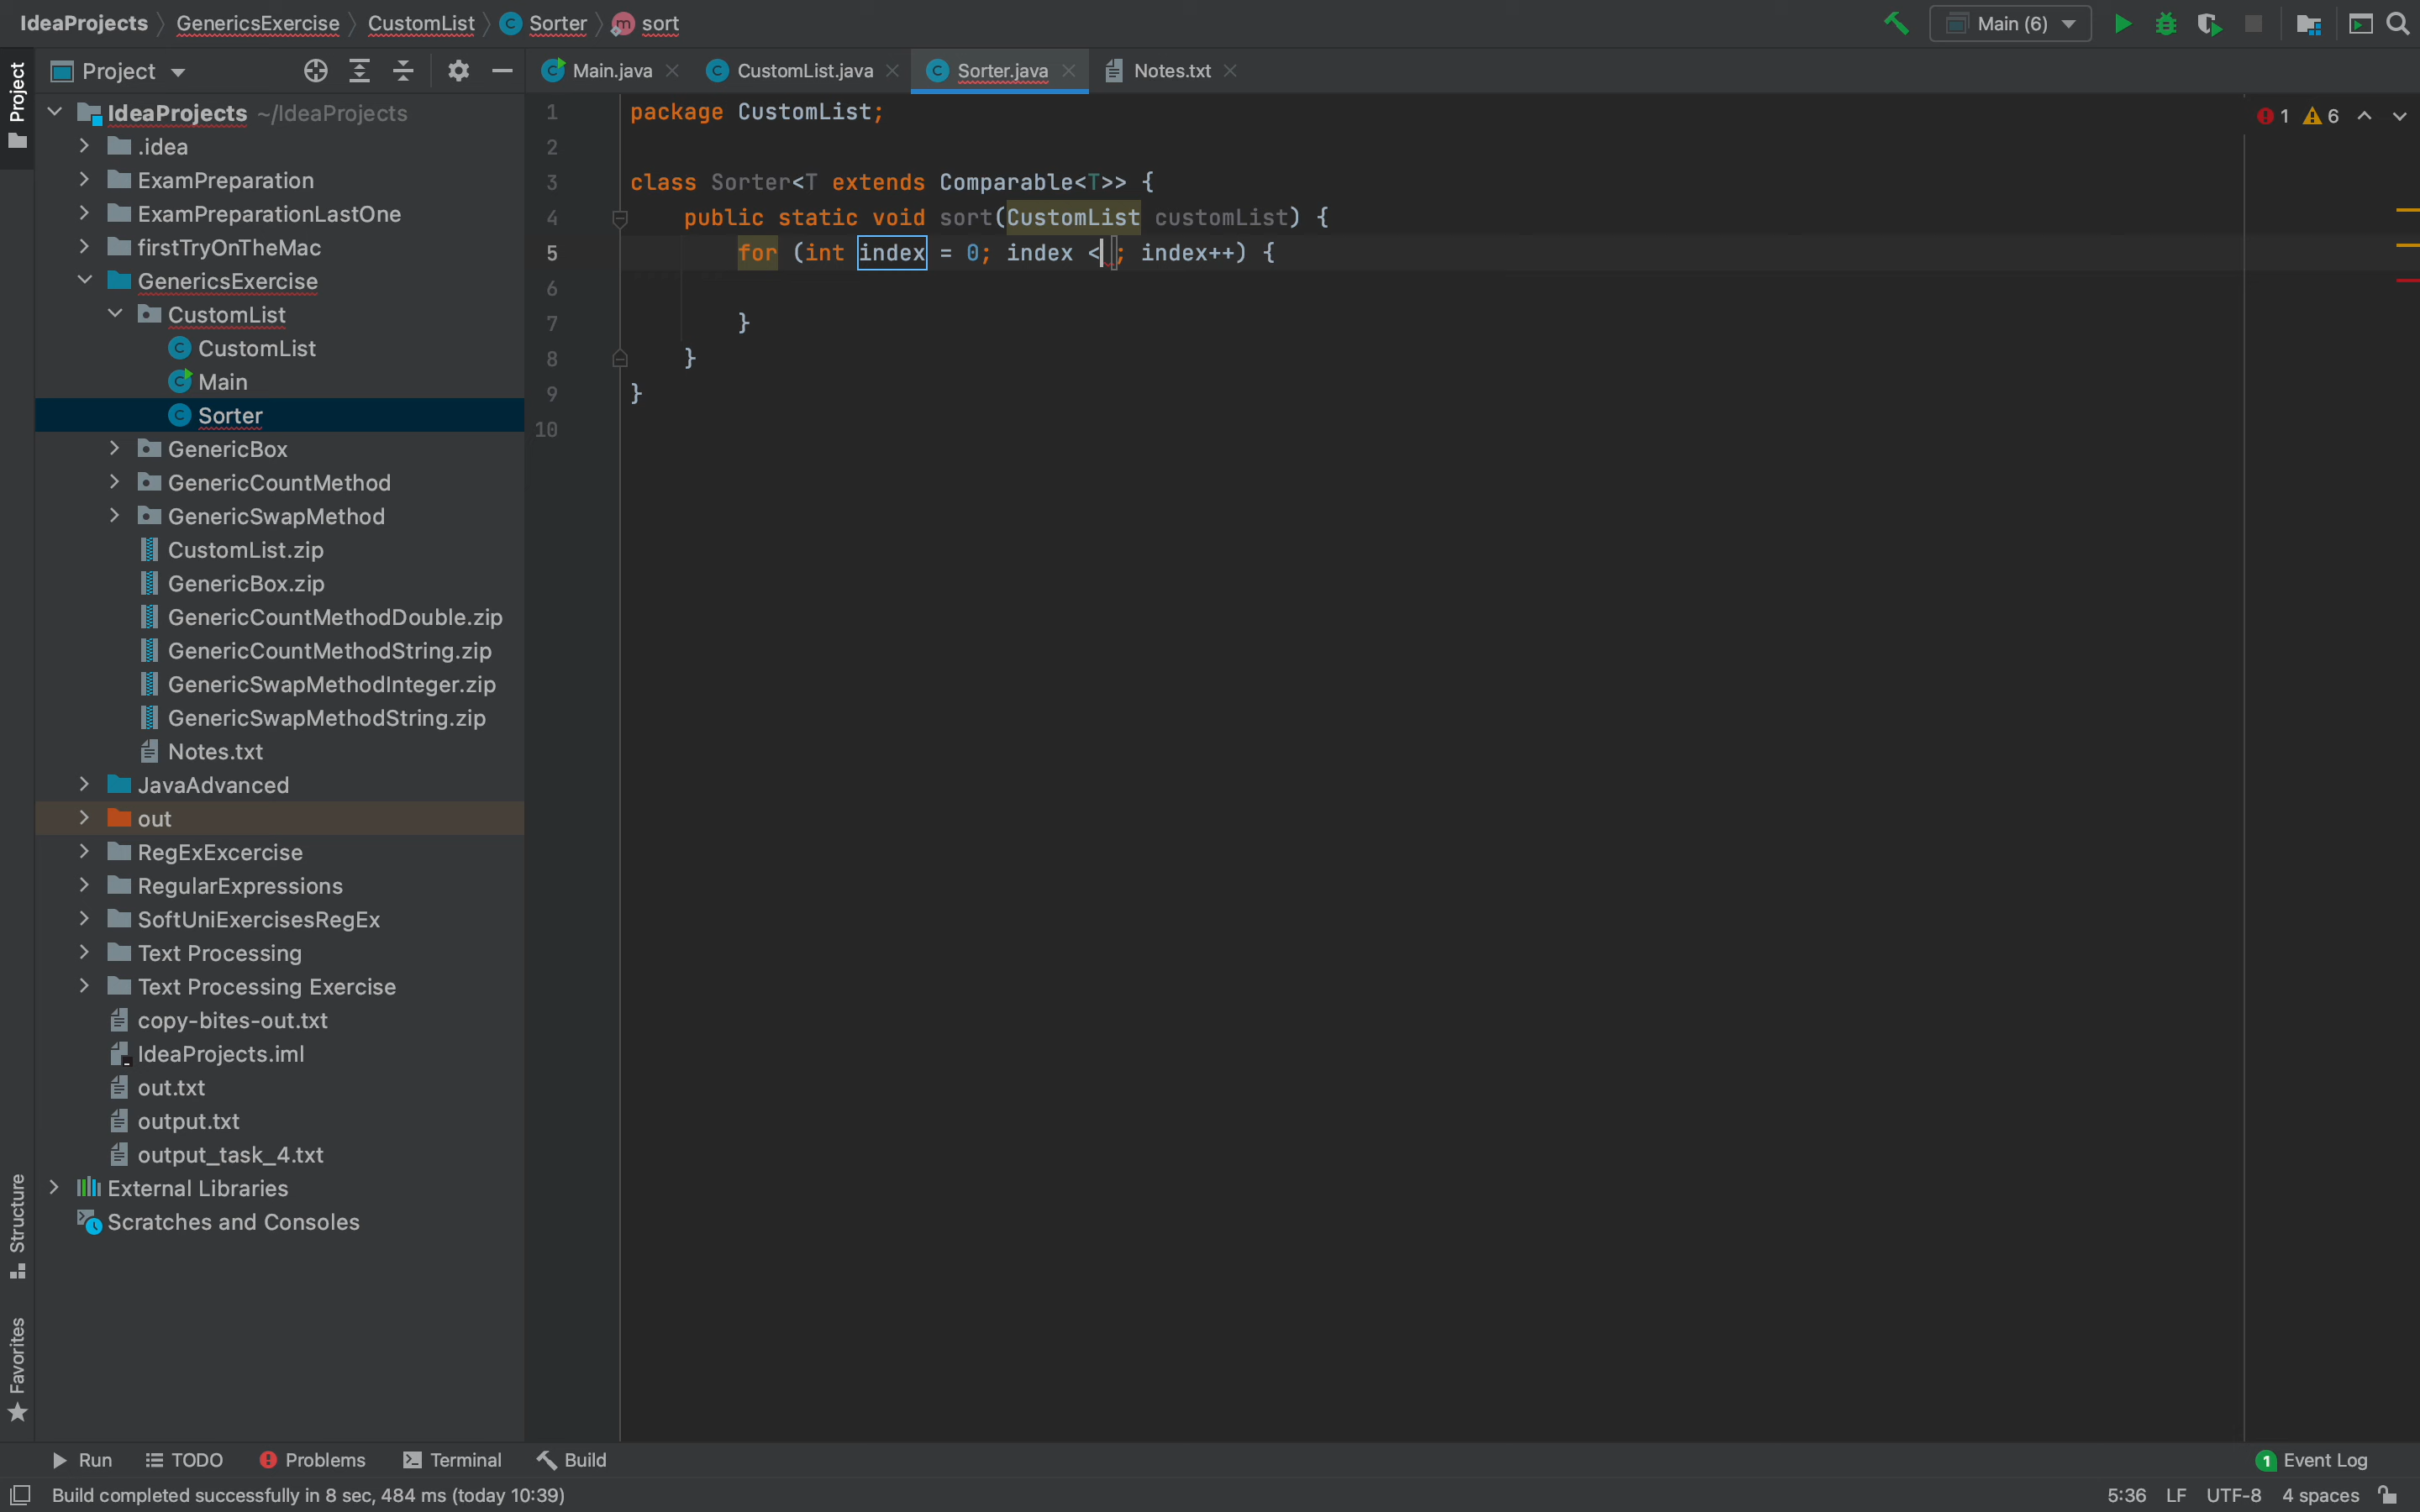 IdeaProjects GenericsExercise CustomList Sorter sort
Main (6)
Project
Main.java
CustomList.java
Sorter.java
Notes.txt
Project
IdeaProjects ~/IdeaProjects
.idea
ExamPreparation
ExamPreparationLastOne
firstTryOnTheMac
GenericsExercise
CustomList
CustomList
Main
Sorter
GenericBox
GenericCountMethod
GenericSwapMethod
CustomList.zip
GenericBox.zip
GenericCountMethodDouble.zip
GenericCountMethodString.zip
GenericSwapMethodInteger.zip
GenericSwapMethodString.zip
Notes.txt
JavaAdvanced
out
RegExExcercise
RegularExpressions
SoftUniExercisesRegEx
Text Processing
Text Processing Exercise
copy-bites-out.txt
IdeaProjects.iml
out.txt
output.txt
output_task_4.txt
External Libraries
Scratches and Consoles
Structure
Favorites
1 package CustomList;
2
3 class Sorter<T extends Comparable<T>> {
4 public static void sort(CustomList customList) {
5 for (int index = 0; index < ; index++) {
6
7 }
8 }
9 }
10
1 6
Run TODO Problems Terminal Build
1 Event Log
Build completed successfully in 8 sec, 484 ms (today 10:39)
5:36 LF UTF-8 4 spaces